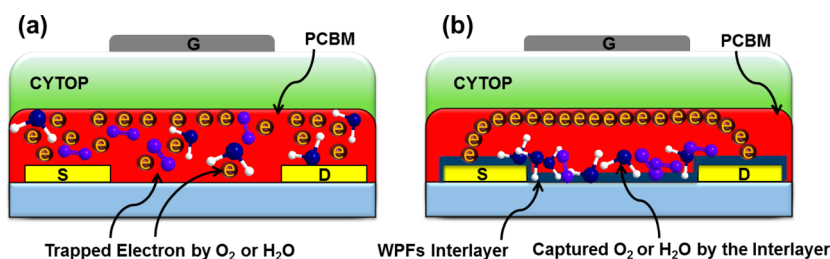 (a)
G
PCBM
CYTOP
e e e e e e e e e e e e e e e e e e e e e
S
D
Trapped Electron by O₂ or H₂O
(b)
G
PCBM
CYTOP
e e e e e e e e e e e e e e e e e e e e e e
S
D
WPFs Interlayer
Captured O₂ or H₂O by the Interlayer